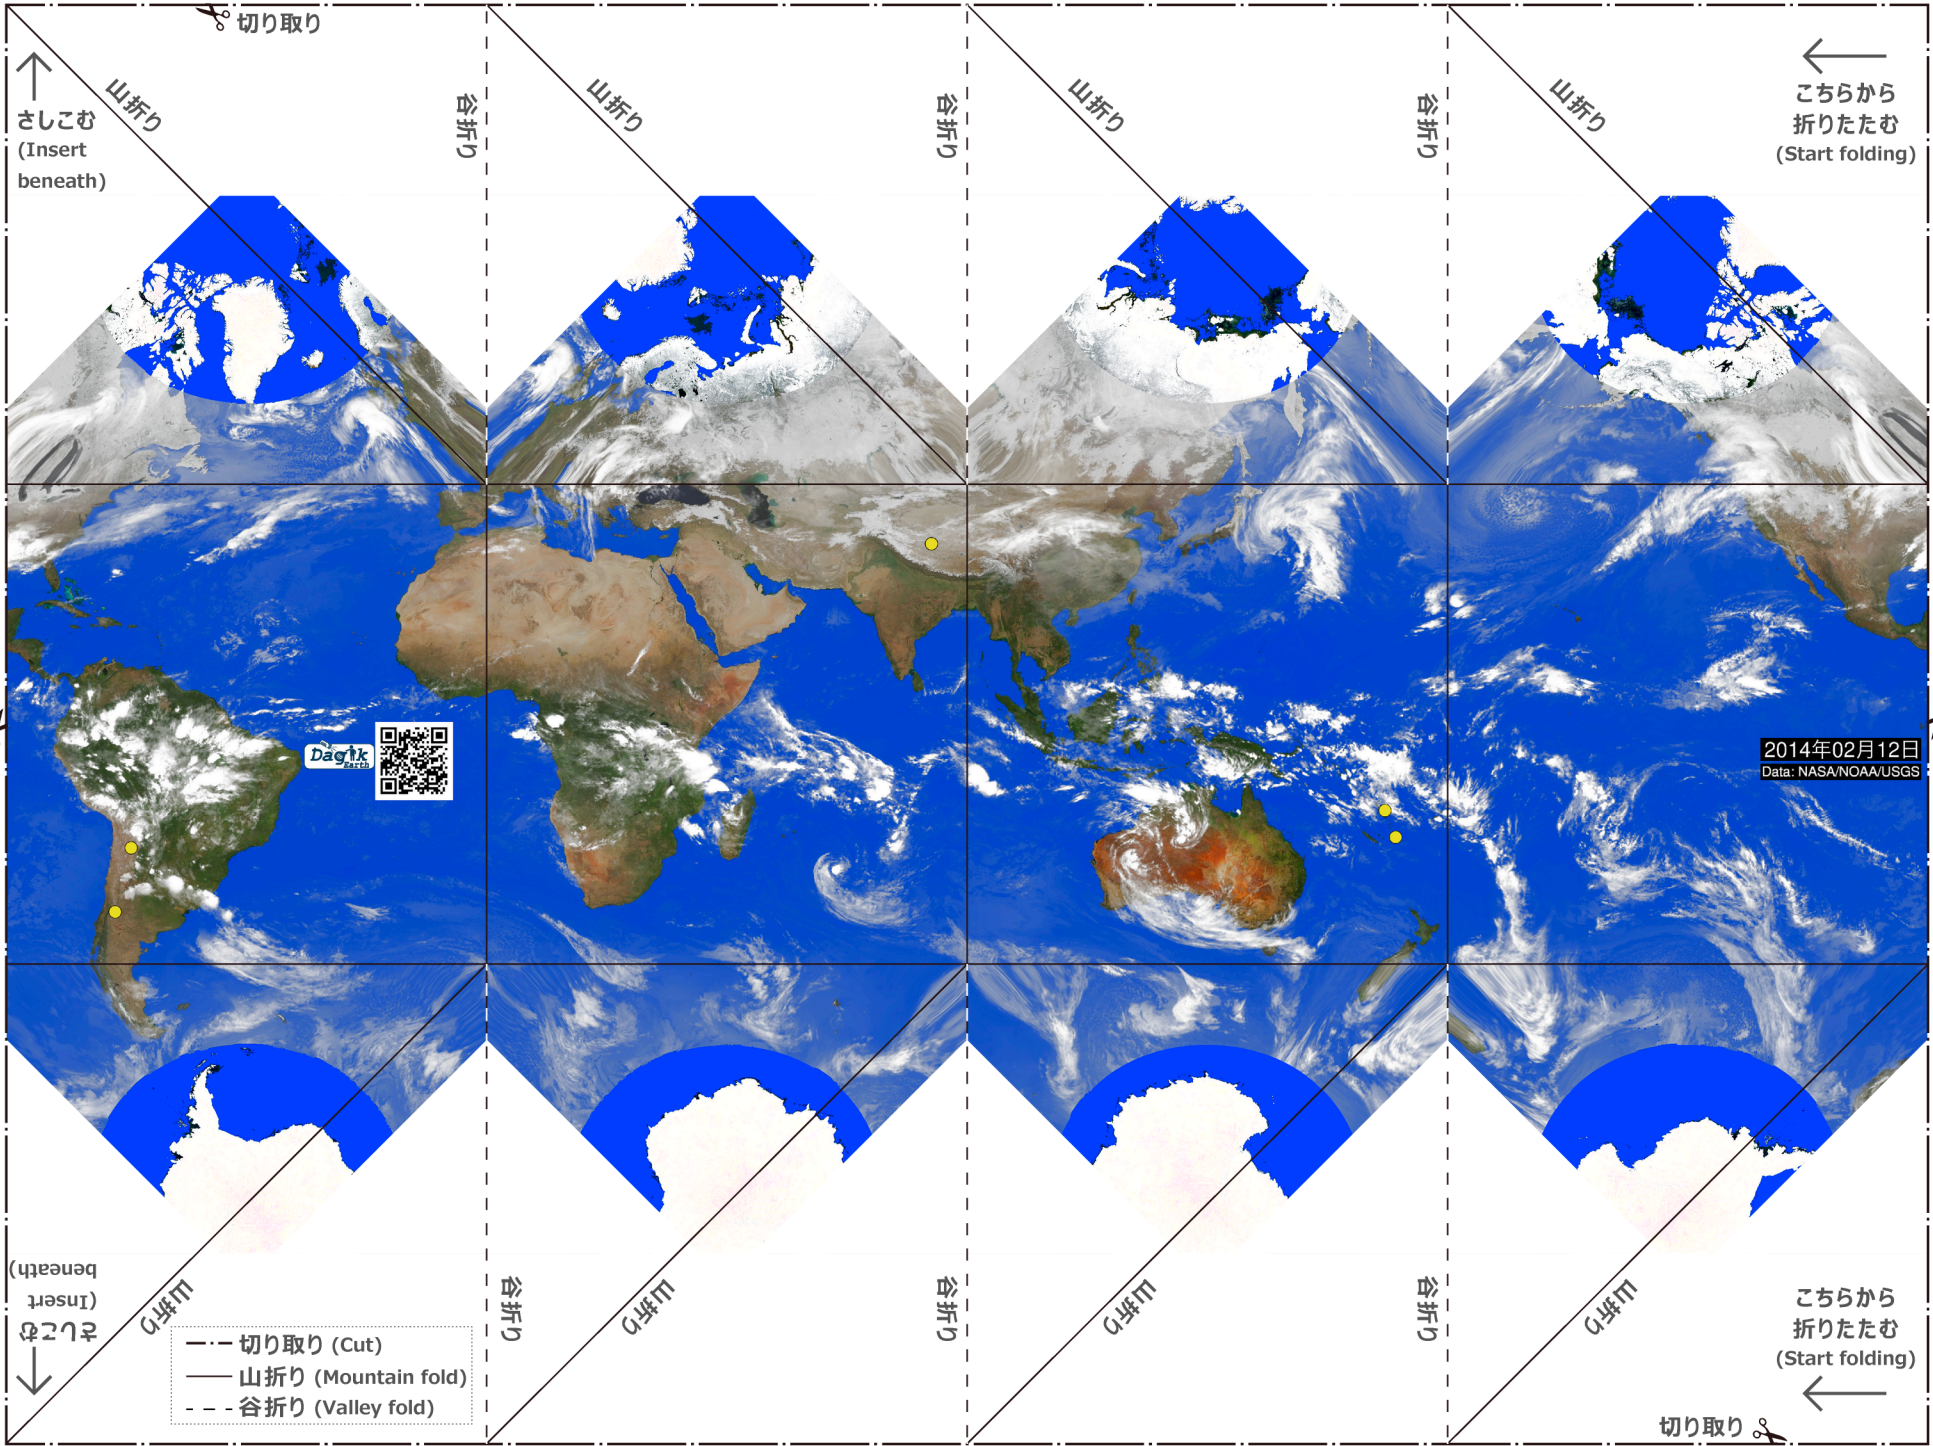 切り取り
山折り
谷折り
山折り
谷折り
山折り
谷折り
山折り
さしこむ
(Insert
beneath)
こちらから
折りたたむ
(Start folding)
Dagik
Earth
2014年02月12日
Data: NASA/NOAA/USGS
さしこむ
(Insert
beneath)
山折り
谷折り
山折り
谷折り
山折り
谷折り
山折り
こちらから
折りたたむ
(Start folding)
切り取り (Cut)
山折り (Mountain fold)
谷折り (Valley fold)
切り取り